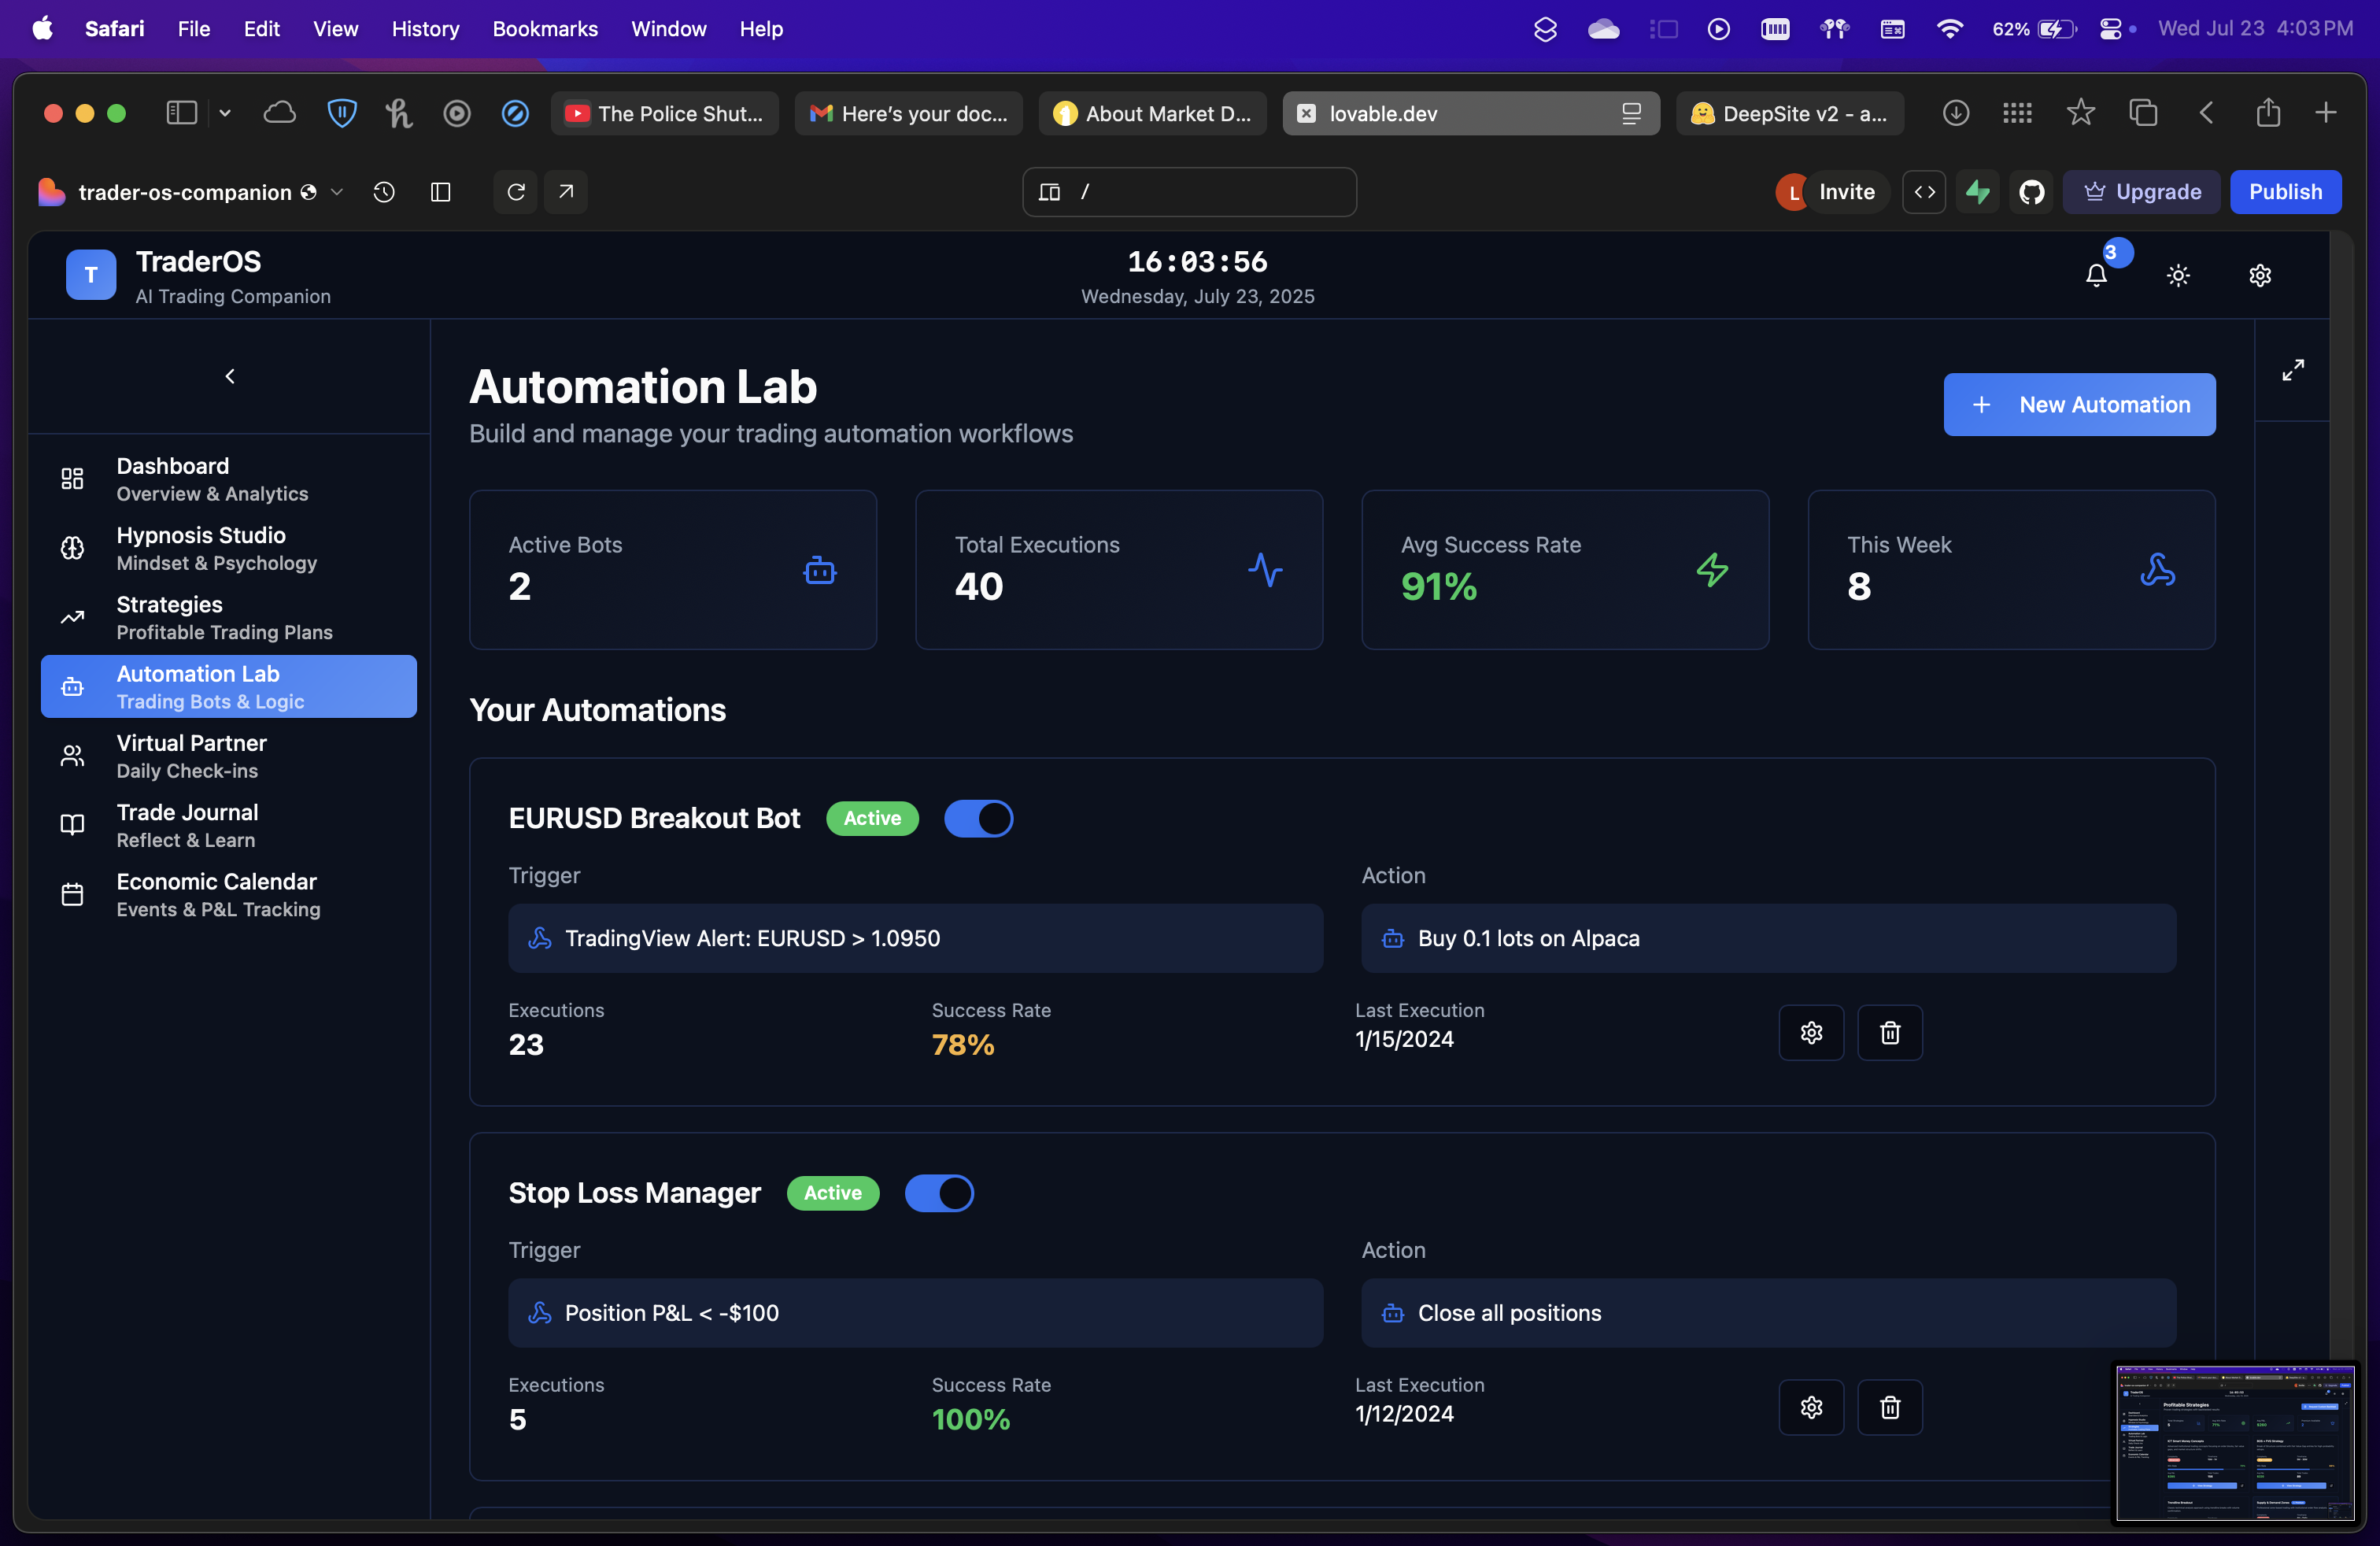 Safari File Edit View History Bookmarks Window Help 62% Wed Jul 23 4:03 PM
The Police Shut... Here's your doc... About Market D... lovable.dev DeepSite v2 - a...
trader-os-companion / L Invite Upgrade Publish
T TraderOS
AI Trading Companion
16:03:56
Wednesday, July 23, 2025
3
Dashboard
Overview & Analytics
Hypnosis Studio
Mindset & Psychology
Strategies
Profitable Trading Plans
Automation Lab
Trading Bots & Logic
Virtual Partner
Daily Check-ins
Trade Journal
Reflect & Learn
Economic Calendar
Events & P&L Tracking
Automation Lab
Build and manage your trading automation workflows
New Automation
Active Bots
2
Total Executions
40
Avg Success Rate
91%
This Week
8
Your Automations
EURUSD Breakout Bot Active
Trigger
TradingView Alert: EURUSD > 1.0950
Action
Buy 0.1 lots on Alpaca
Executions
23
Success Rate
78%
Last Execution
1/15/2024
Stop Loss Manager Active
Trigger
Position P&L < -$100
Action
Close all positions
Executions
5
Success Rate
100%
Last Execution
1/12/2024
Profitable Strategies